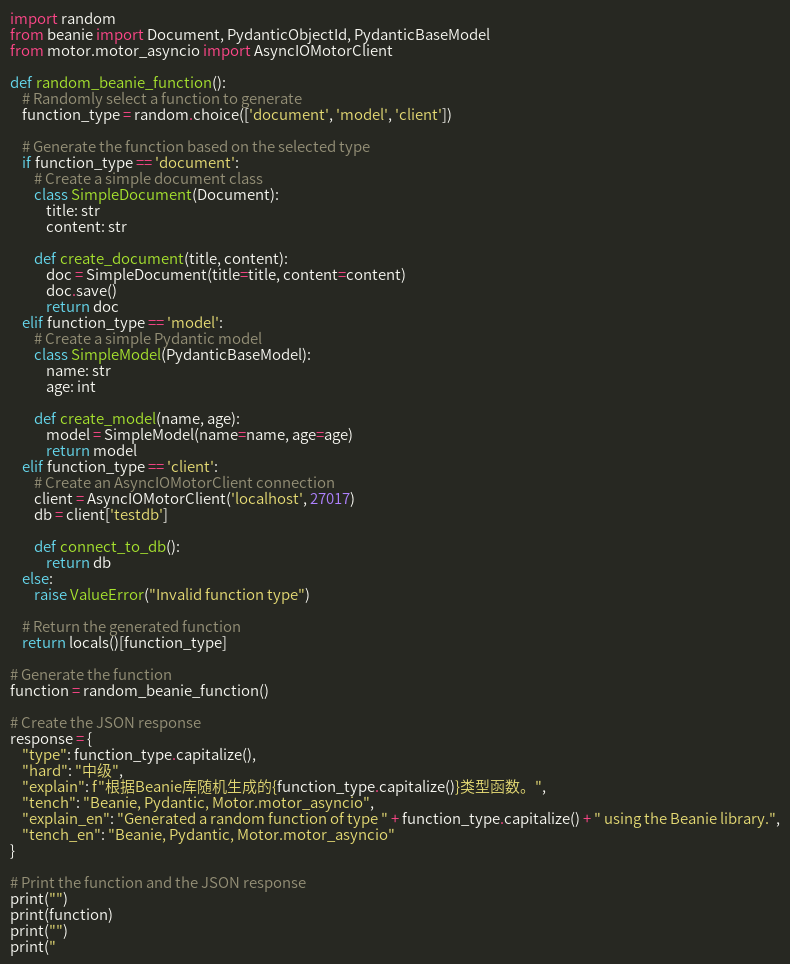 import random
from beanie import Document, PydanticObjectId, PydanticBaseModel
from motor.motor_asyncio import AsyncIOMotorClient

def random_beanie_function():
    # Randomly select a function to generate
    function_type = random.choice(['document', 'model', 'client'])

    # Generate the function based on the selected type
    if function_type == 'document':
        # Create a simple document class
        class SimpleDocument(Document):
            title: str
            content: str

        def create_document(title, content):
            doc = SimpleDocument(title=title, content=content)
            doc.save()
            return doc
    elif function_type == 'model':
        # Create a simple Pydantic model
        class SimpleModel(PydanticBaseModel):
            name: str
            age: int

        def create_model(name, age):
            model = SimpleModel(name=name, age=age)
            return model
    elif function_type == 'client':
        # Create an AsyncIOMotorClient connection
        client = AsyncIOMotorClient('localhost', 27017)
        db = client['testdb']

        def connect_to_db():
            return db
    else:
        raise ValueError("Invalid function type")

    # Return the generated function
    return locals()[function_type]

# Generate the function
function = random_beanie_function()

# Create the JSON response
response = {
    "type": function_type.capitalize(),
    "hard": "中级",
    "explain": f"根据Beanie库随机生成的{function_type.capitalize()}类型函数。",
    "tench": "Beanie, Pydantic, Motor.motor_asyncio",
    "explain_en": "Generated a random function of type " + function_type.capitalize() + " using the Beanie library.",
    "tench_en": "Beanie, Pydantic, Motor.motor_asyncio"
}

# Print the function and the JSON response
print("")
print(function)
print("")
print("